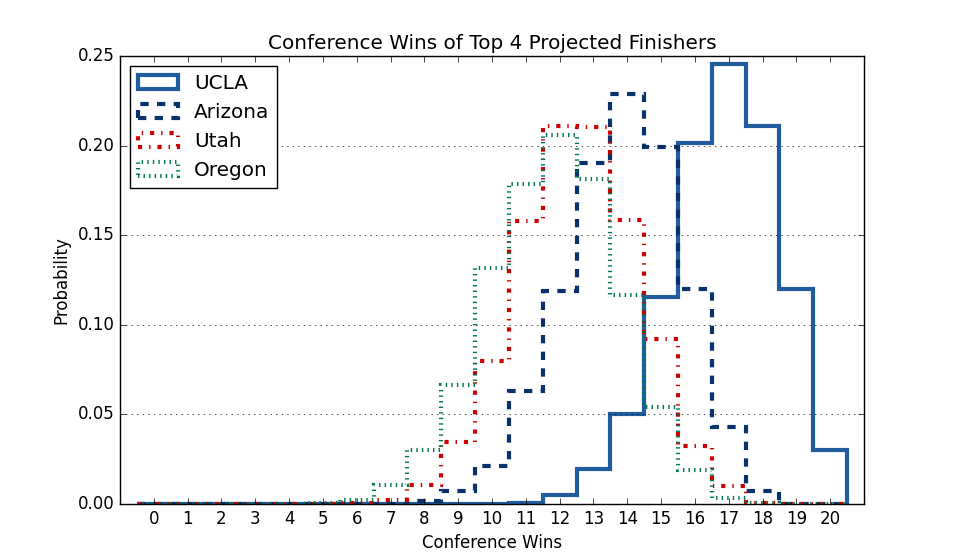 Conference Wins of Top 4 Projected Finishers
0.25
0.20
0.15
0.10
0.05
0.00
Probability
UCLA
Arizona
Utah
Oregon
0 1 2 3 4 5 6 7 8 9 10 11 12 13 14 15 16 17 18 19 20
Conference Wins